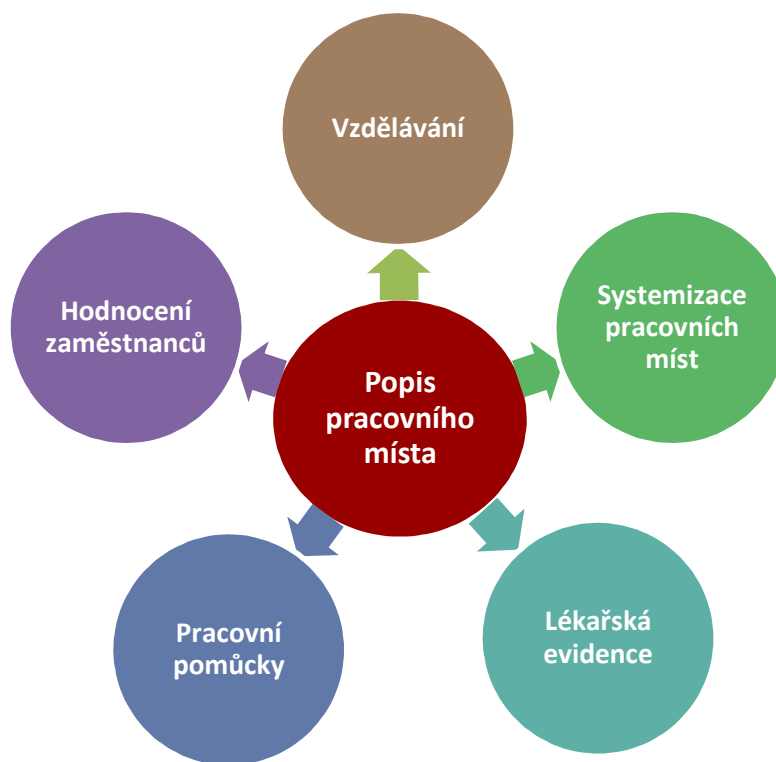 Vzdělávání
Systemizace
pracovních
míst
Lékařská
evidence
Pracovní
pomůcky
Hodnocení
zaměstnanců
Popis
pracovního
místa